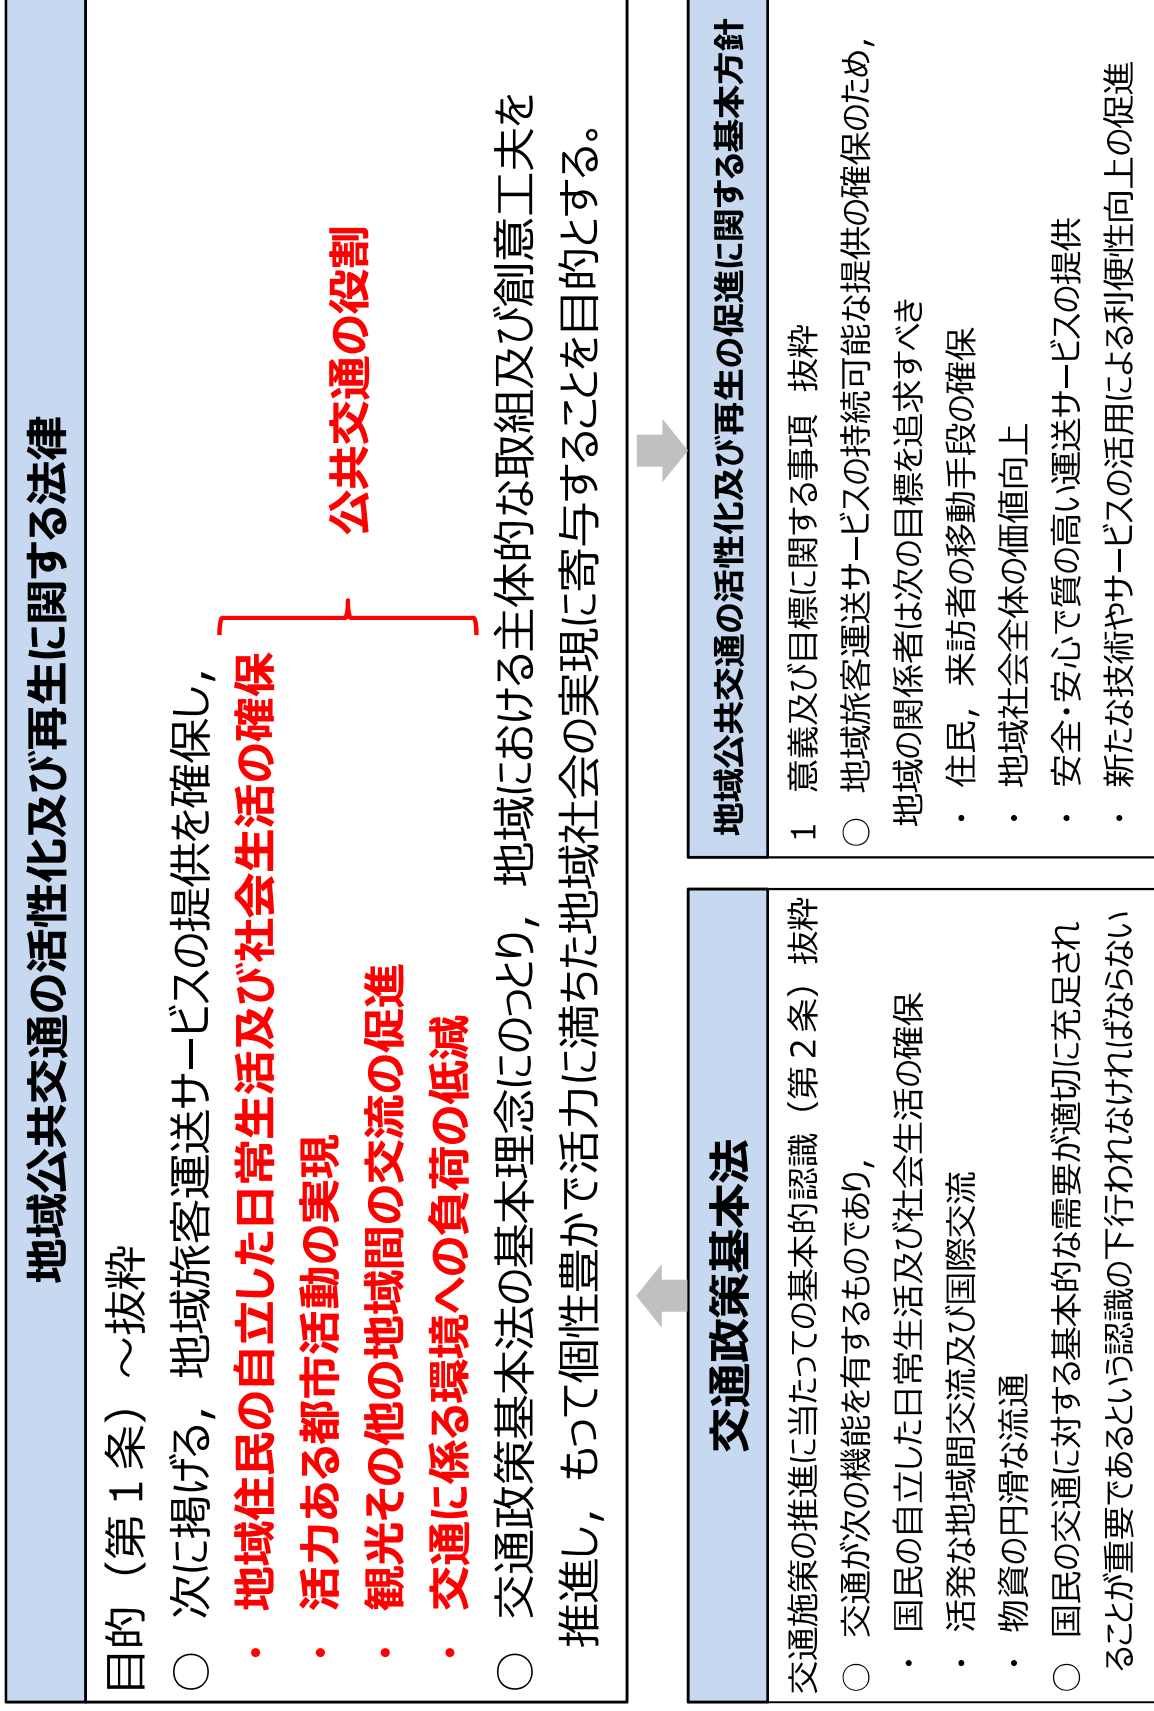 地域公共交通の活性化及び再生に関する法律
目的（第１条）～抜粋
○　次に掲げる，地域旅客運送サービスの提供を確保し，
・　地域住民の自立した日常生活及び社会生活の確保
・　活力ある都市活動の実現
・　観光その他の地域間の交流の促進
・　交通に係る環境への負荷の低減
公共交通の役割
○　交通政策基本法の基本理念にのっとり，地域における主体的な取組及び創意工夫を
推進し，もって個性豊かで活力に満ちた地域社会の実現に寄与することを目的とする。
交通政策基本法
交通施策の推進に当たっての基本的認識（第２条）抜粋
○　交通が次の機能を有するものであり，
・　国民の自立した日常生活及び社会生活の確保
・　活発な地域間交流及び国際交流
・　物資の円滑な流通
○　国民の交通に対する基本的な需要が適切に充足され
ることが重要であるという認識の下行われなければならない
地域公共交通の活性化及び再生の促進に関する基本方針
１　意義及び目標に関する事項　抜粋
○　地域旅客運送サービスの持続可能な提供の確保のため，
地域の関係者は次の目標を追求すべき
・　住民，来訪者の移動手段の確保
・　地域社会全体の価値向上
・　安全・安心で質の高い運送サービスの提供
・　新たな技術やサービスの活用による利便性向上の促進